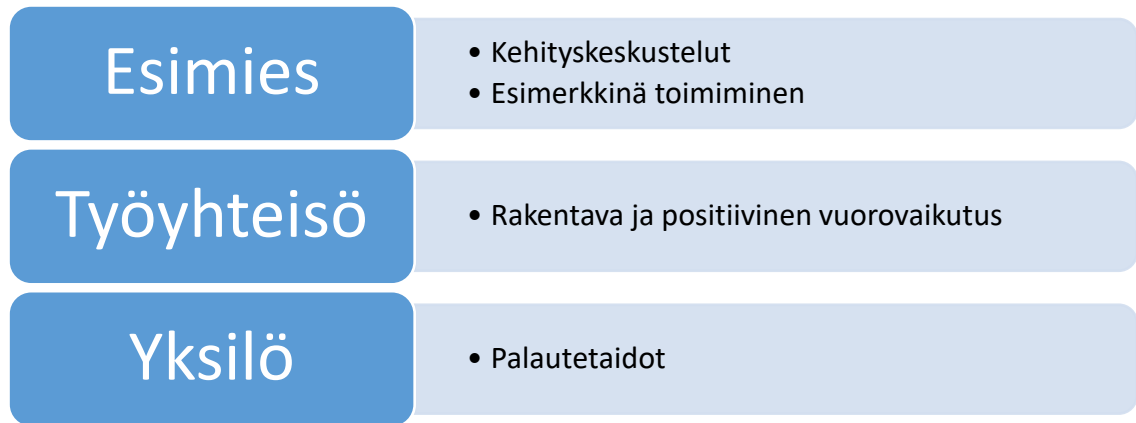 Esimies
• Kehityskeskustelut
• Esimerkkinä toimiminen
Työyhteisö
• Rakentava ja positiivinen vuorovaikutus
Yksilö
• Palautetaidot